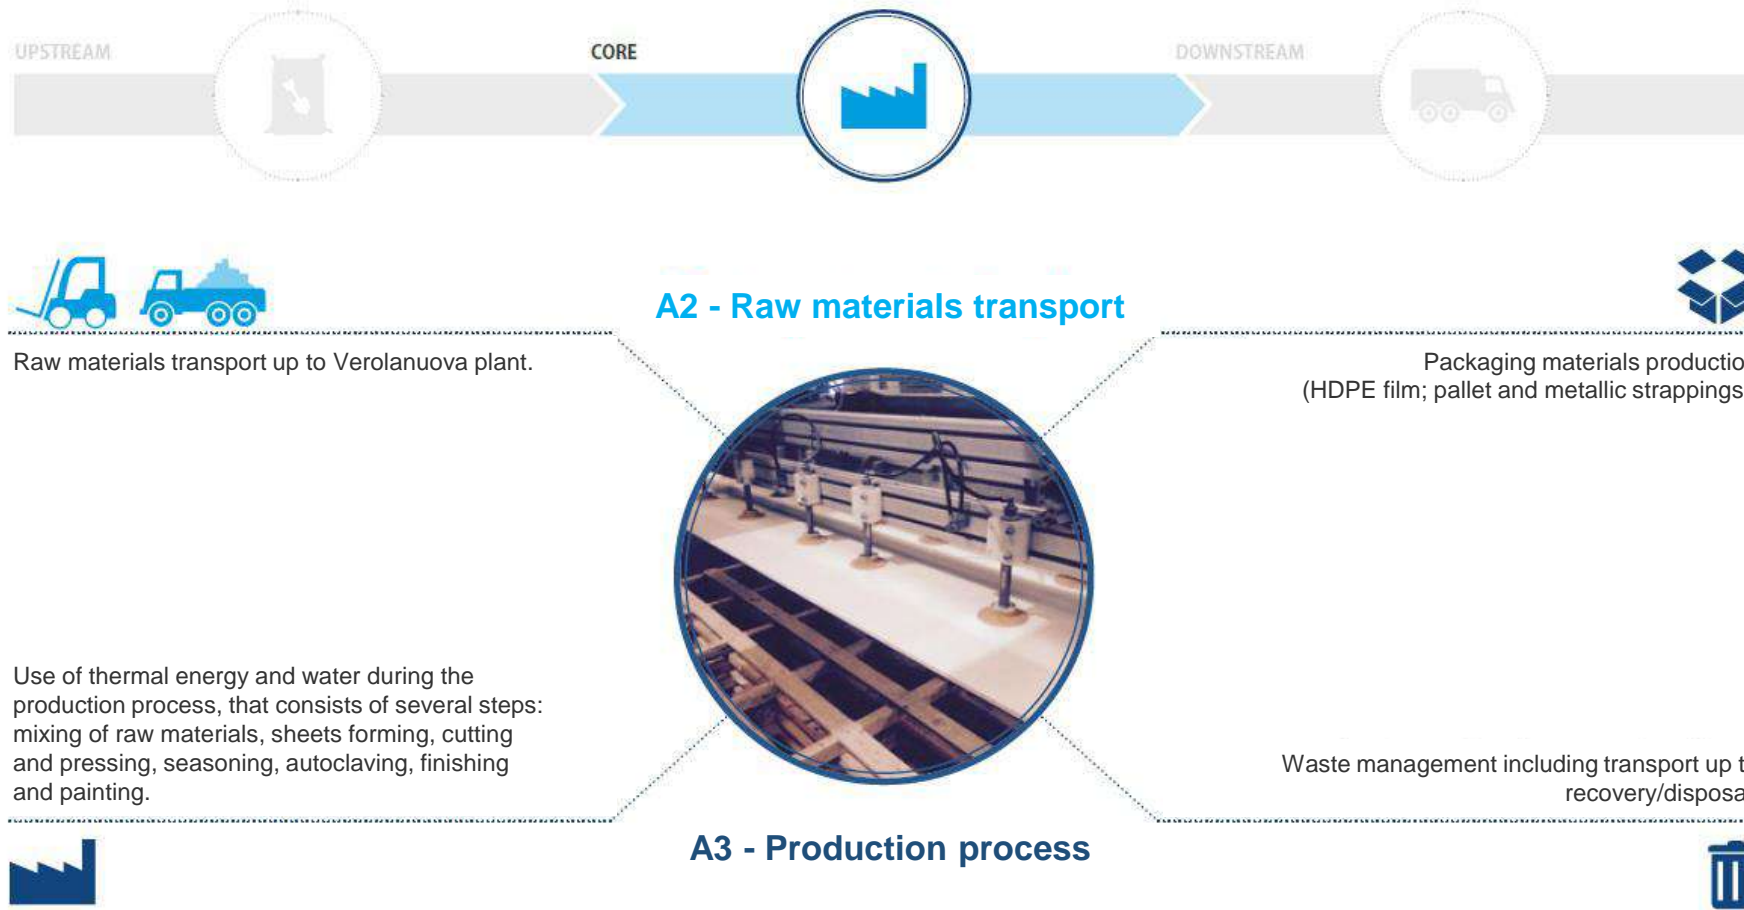 UPSTREAM
CORE
DOWNSTREAM
A2 - Raw materials transport
Raw materials transport up to Verolanuova plant.
Packaging materials productio
(HDPE film; pallet and metallic strappings
Use of thermal energy and water during the
production process, that consists of several steps:
mixing of raw materials, sheets forming, cutting
and pressing, seasoning, autoclaving, finishing
and painting.
Waste management including transport up t
recovery/disposa
A3 - Production process